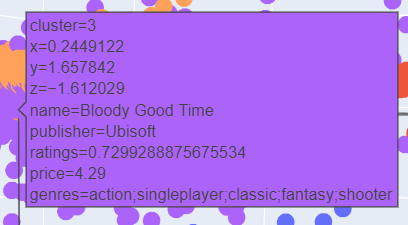 cluster=3
x=0.2449122
y=1.657842
z=−1.612029
name=Bloody Good Time
publisher=Ubisoft
ratings=0.7299288875675534
price=4.29
genres=action;singleplayer;classic;fantasy;shooter